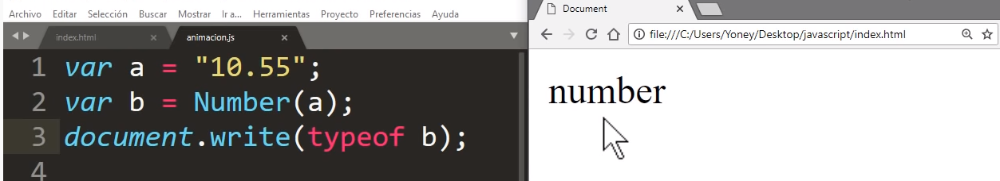 Archivo Editar Selección Buscar Mostrar Ir a... Herramientas Proyecto Preferencias Ayuda
index.html × animacion.js ×
1 var a = "10.55";
2 var b = Number(a);
3 document.write(typeof b);
4
Document ×
file:///C:/Users/Yoney/Desktop/javascript/index.html
number